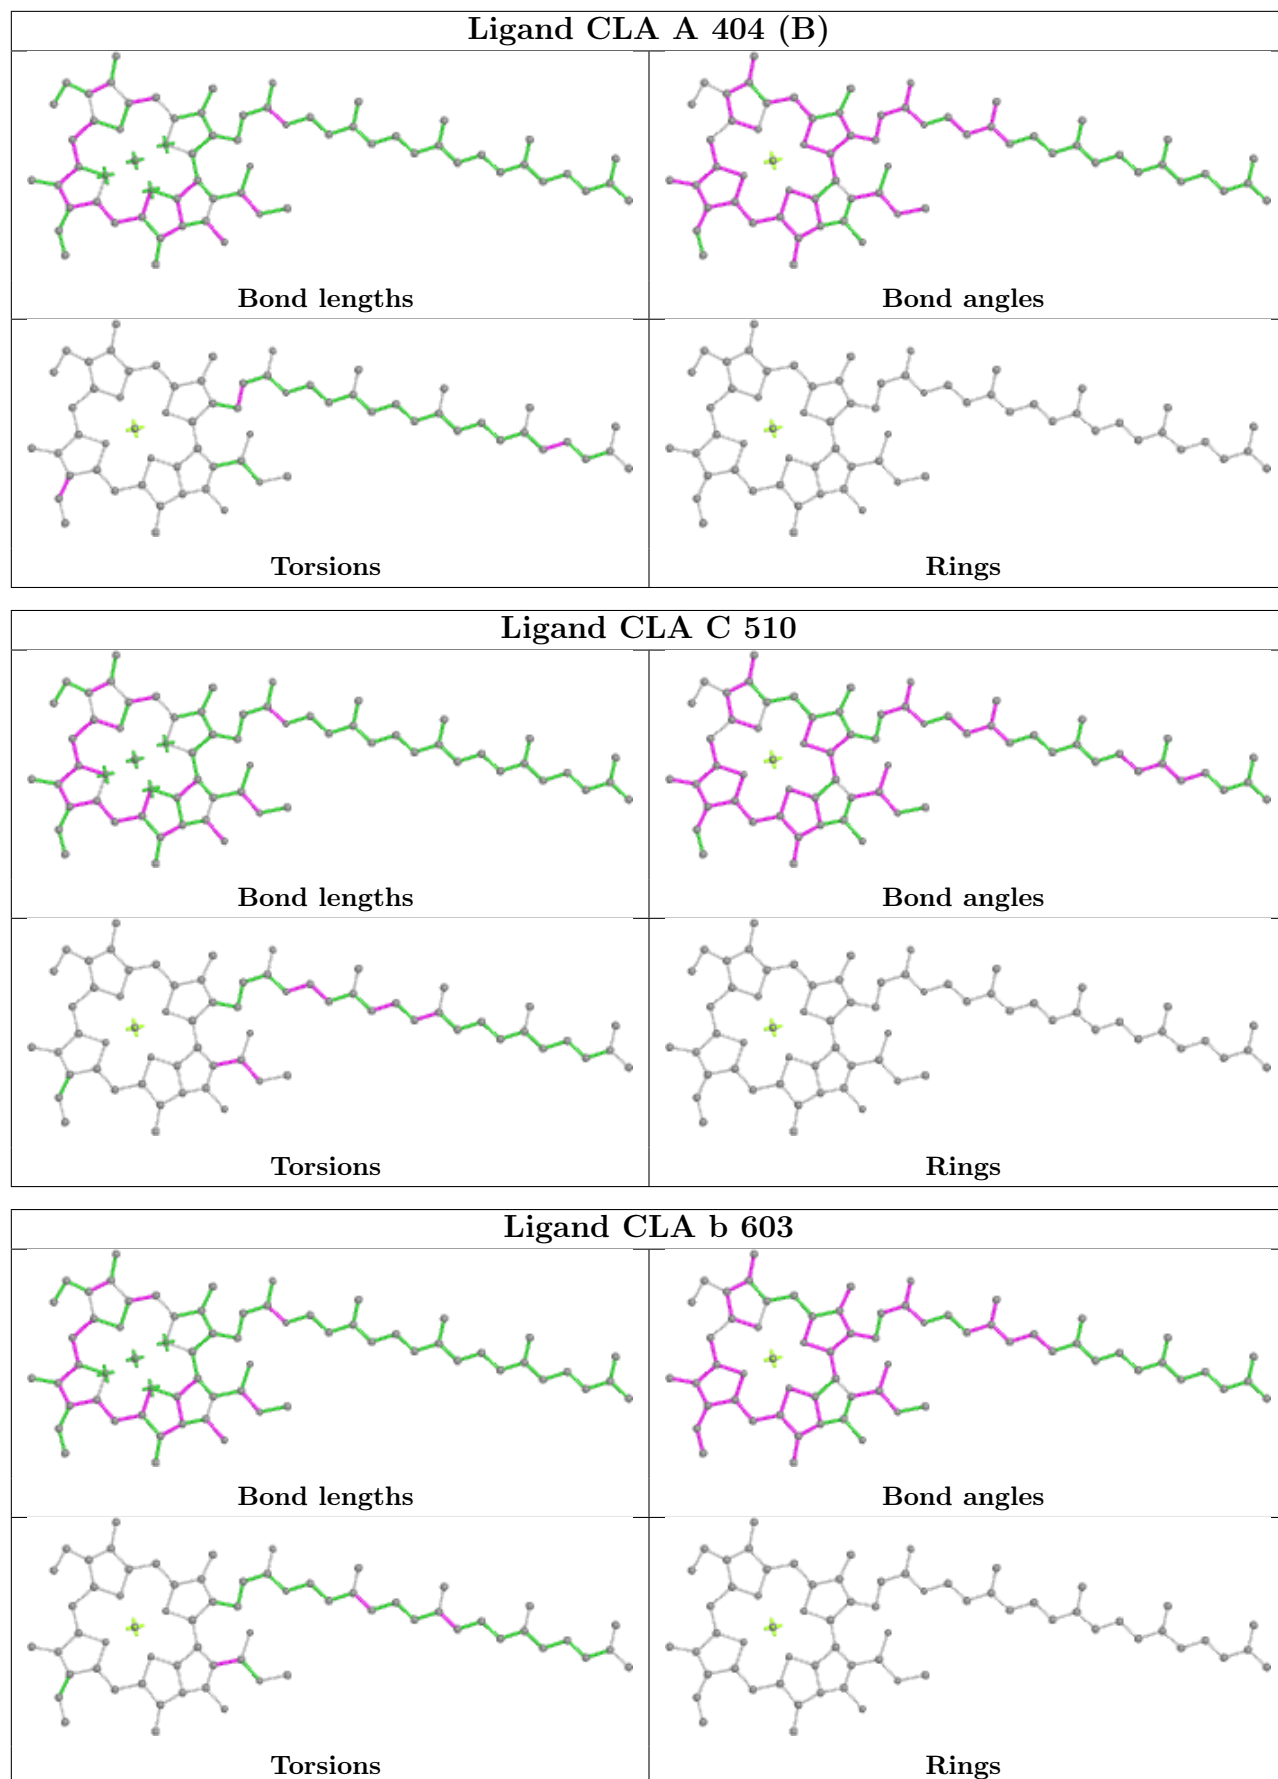 Ligand CLA A 404 (B)
Bond lengths
Bond angles
Torsions
Rings
Ligand CLA C 510
Bond lengths
Bond angles
Torsions
Rings
Ligand CLA b 603
Bond lengths
Bond angles
Torsions
Rings